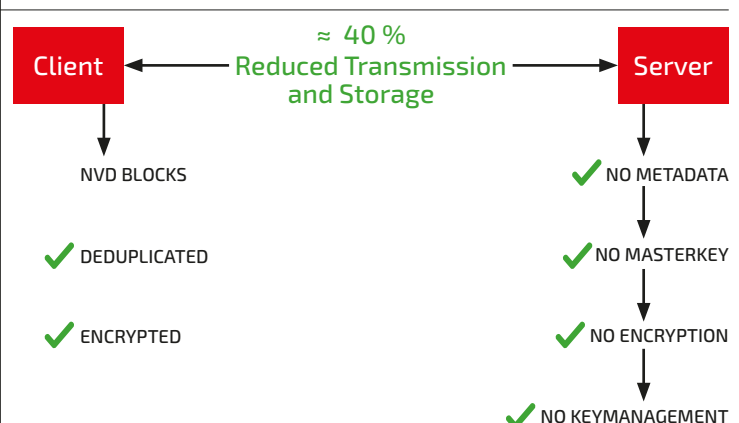 ≈ 40 %
Client
Reduced Transmission
Server
and Storage
NVD BLOCKS
NO METADATA
DEDUPLICATED
NO MASTERKEY
ENCRYPTED
NO ENCRYPTION
NO KEYMANAGEMENT